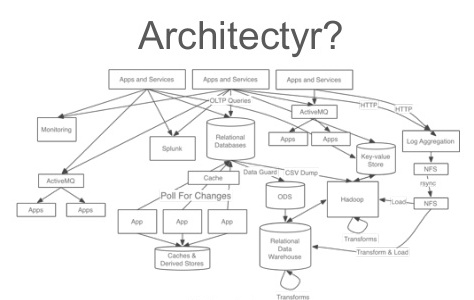 Architectyr?
Apps and Services
Apps and Services
Apps and Services
OLTP Queries
HTTP
HTTP
ActiveMQ
Monitoring
Splunk
Relational
Databases
Apps
Apps
Log Aggregation
Key-value
Store
NFS
rsync
NFS
ActiveMQ
Cache
Data Guard
CSV Dump
Poll For Changes
ODS
Hadoop
Load
Apps
Apps
App
App
App
Transforms
Relational
Data
Warehouse
Transform & Load
Caches &
Derived Stores
Transforms